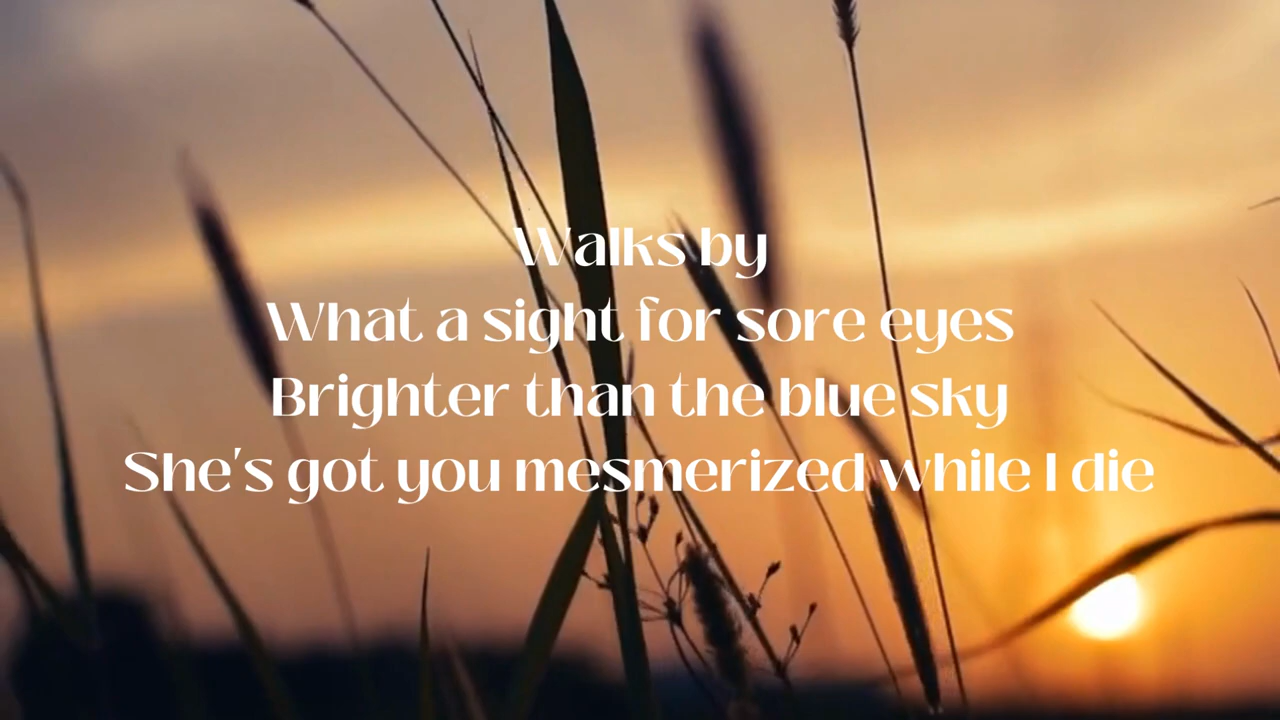 Walks by
What a sight for sore eyes
Brighter than the blue sky
She's got you mesmerized while I die